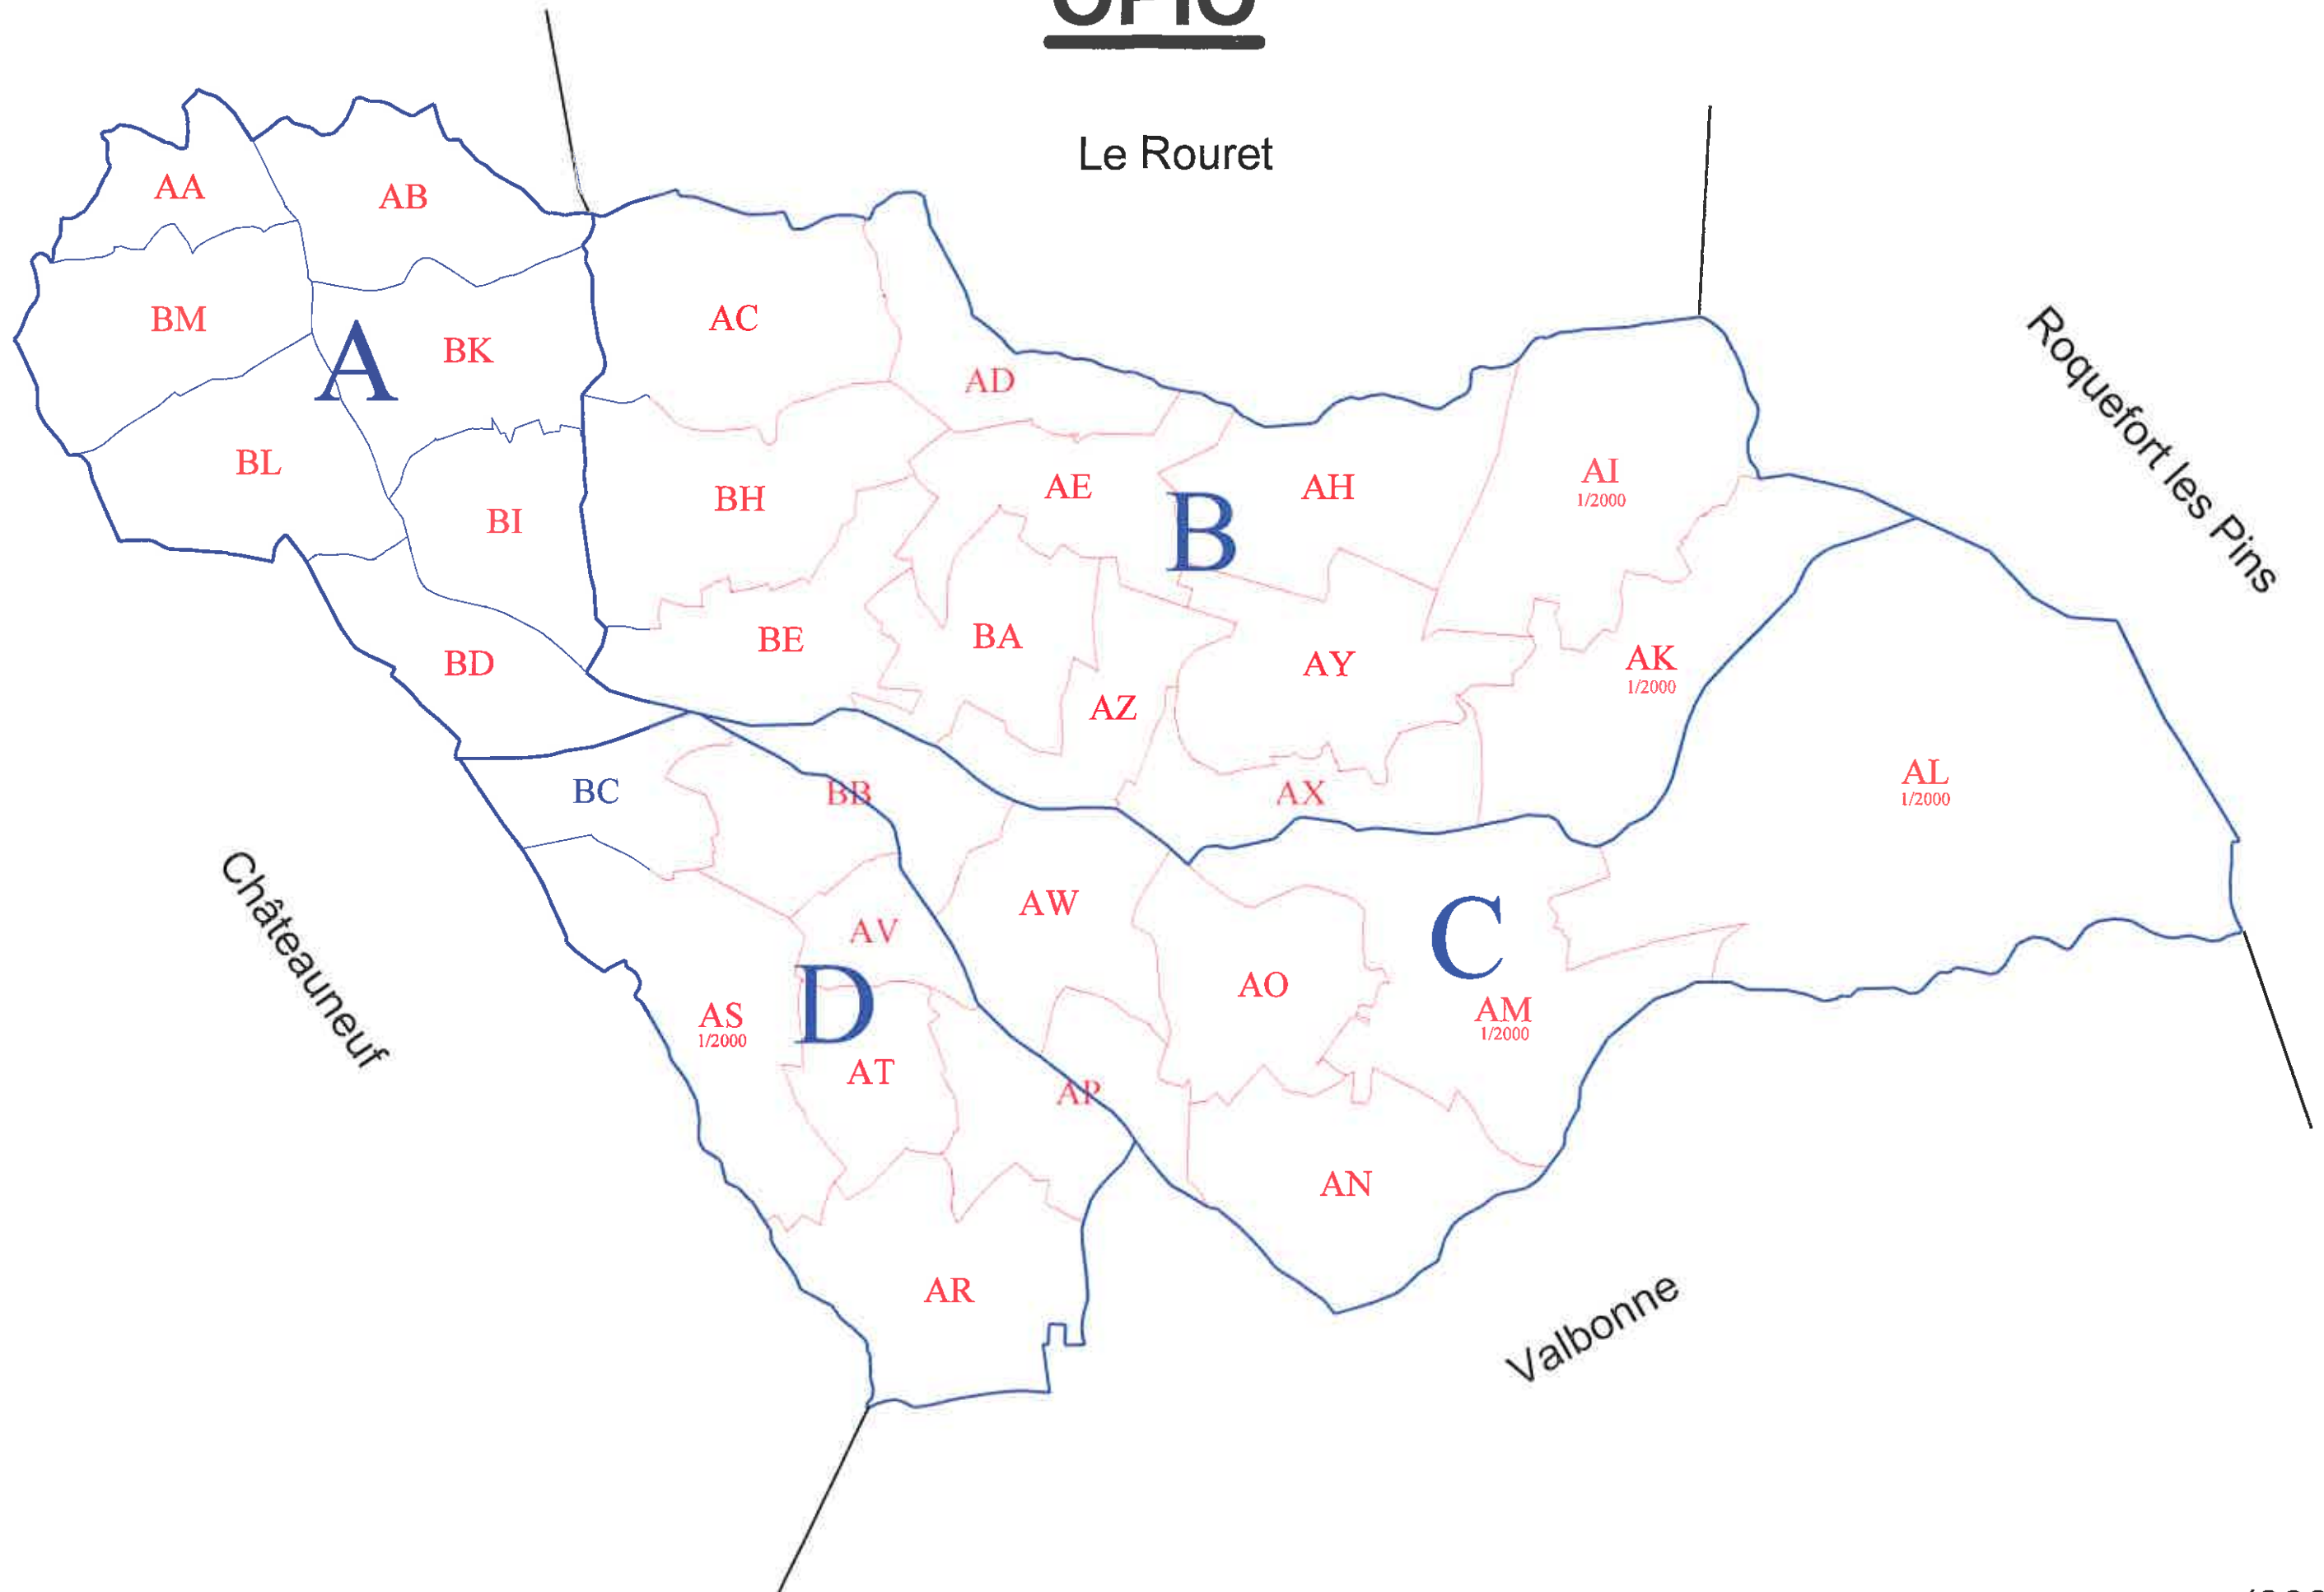 OPIO
Le Rouret
Roquefort les Pins
AA
AB
BM
A
BK
AC
AD
BL
BI
BH
AE
B
AH
AI
1/2000
BD
BE
BA
AY
AK
1/2000
AZ
BC
BB
AX
AL
1/2000
Châteauneuf
AV
AW
C
AO
D
AS
1/2000
AM
1/2000
AT
AP
AN
AR
Valbonne